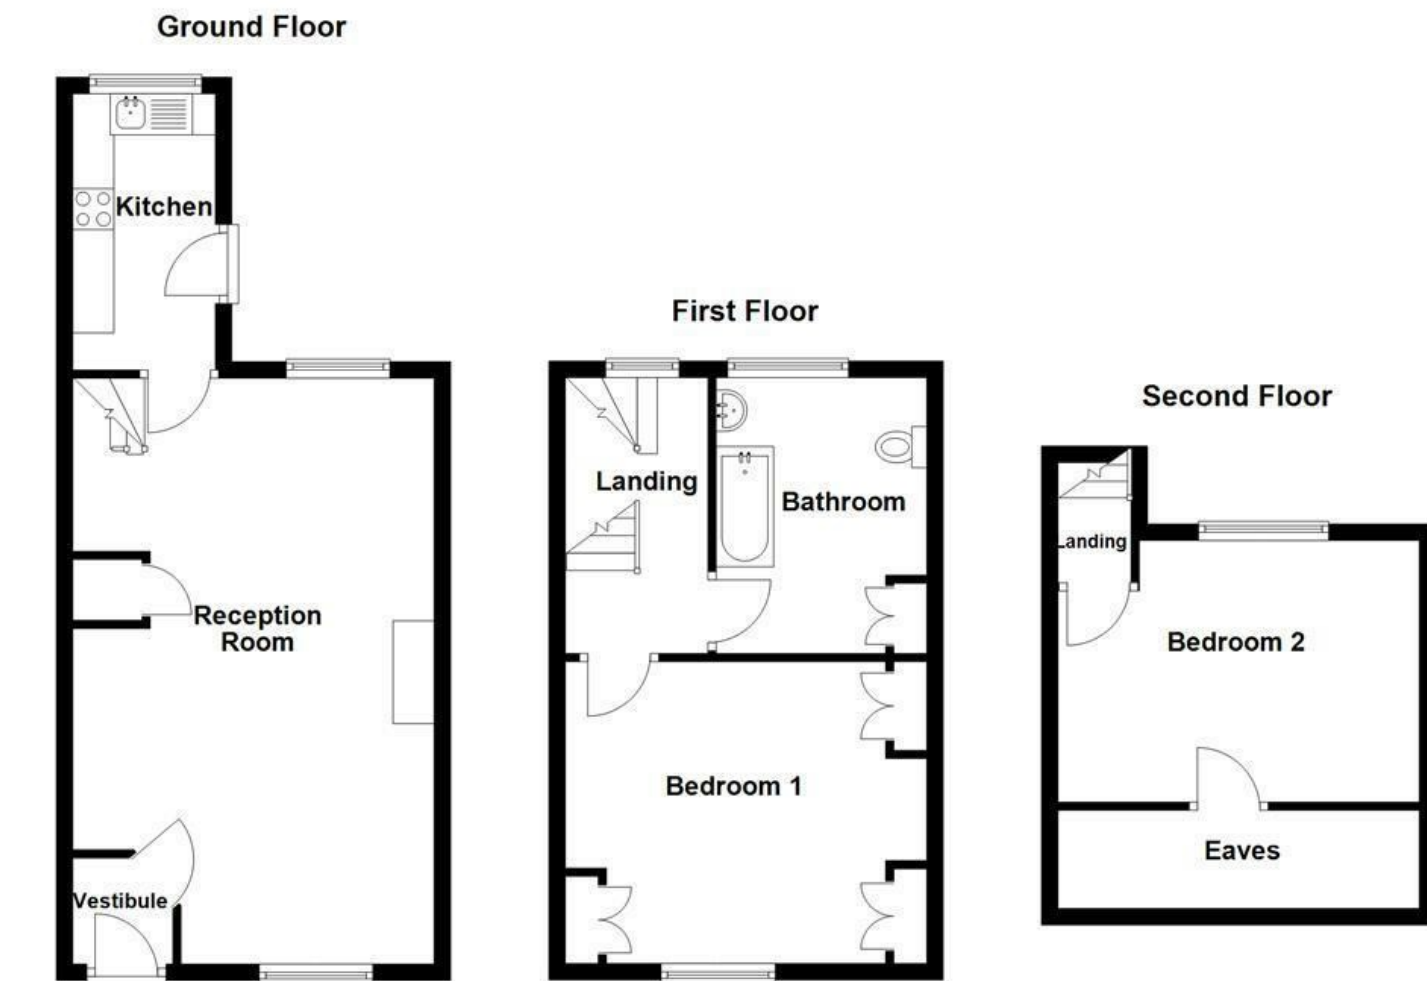 Ground Floor
Kitchen
Reception
Room
Vestibule
First Floor
Landing
Bathroom
Bedroom 1
Second Floor
Landing
Bedroom 2
Eaves